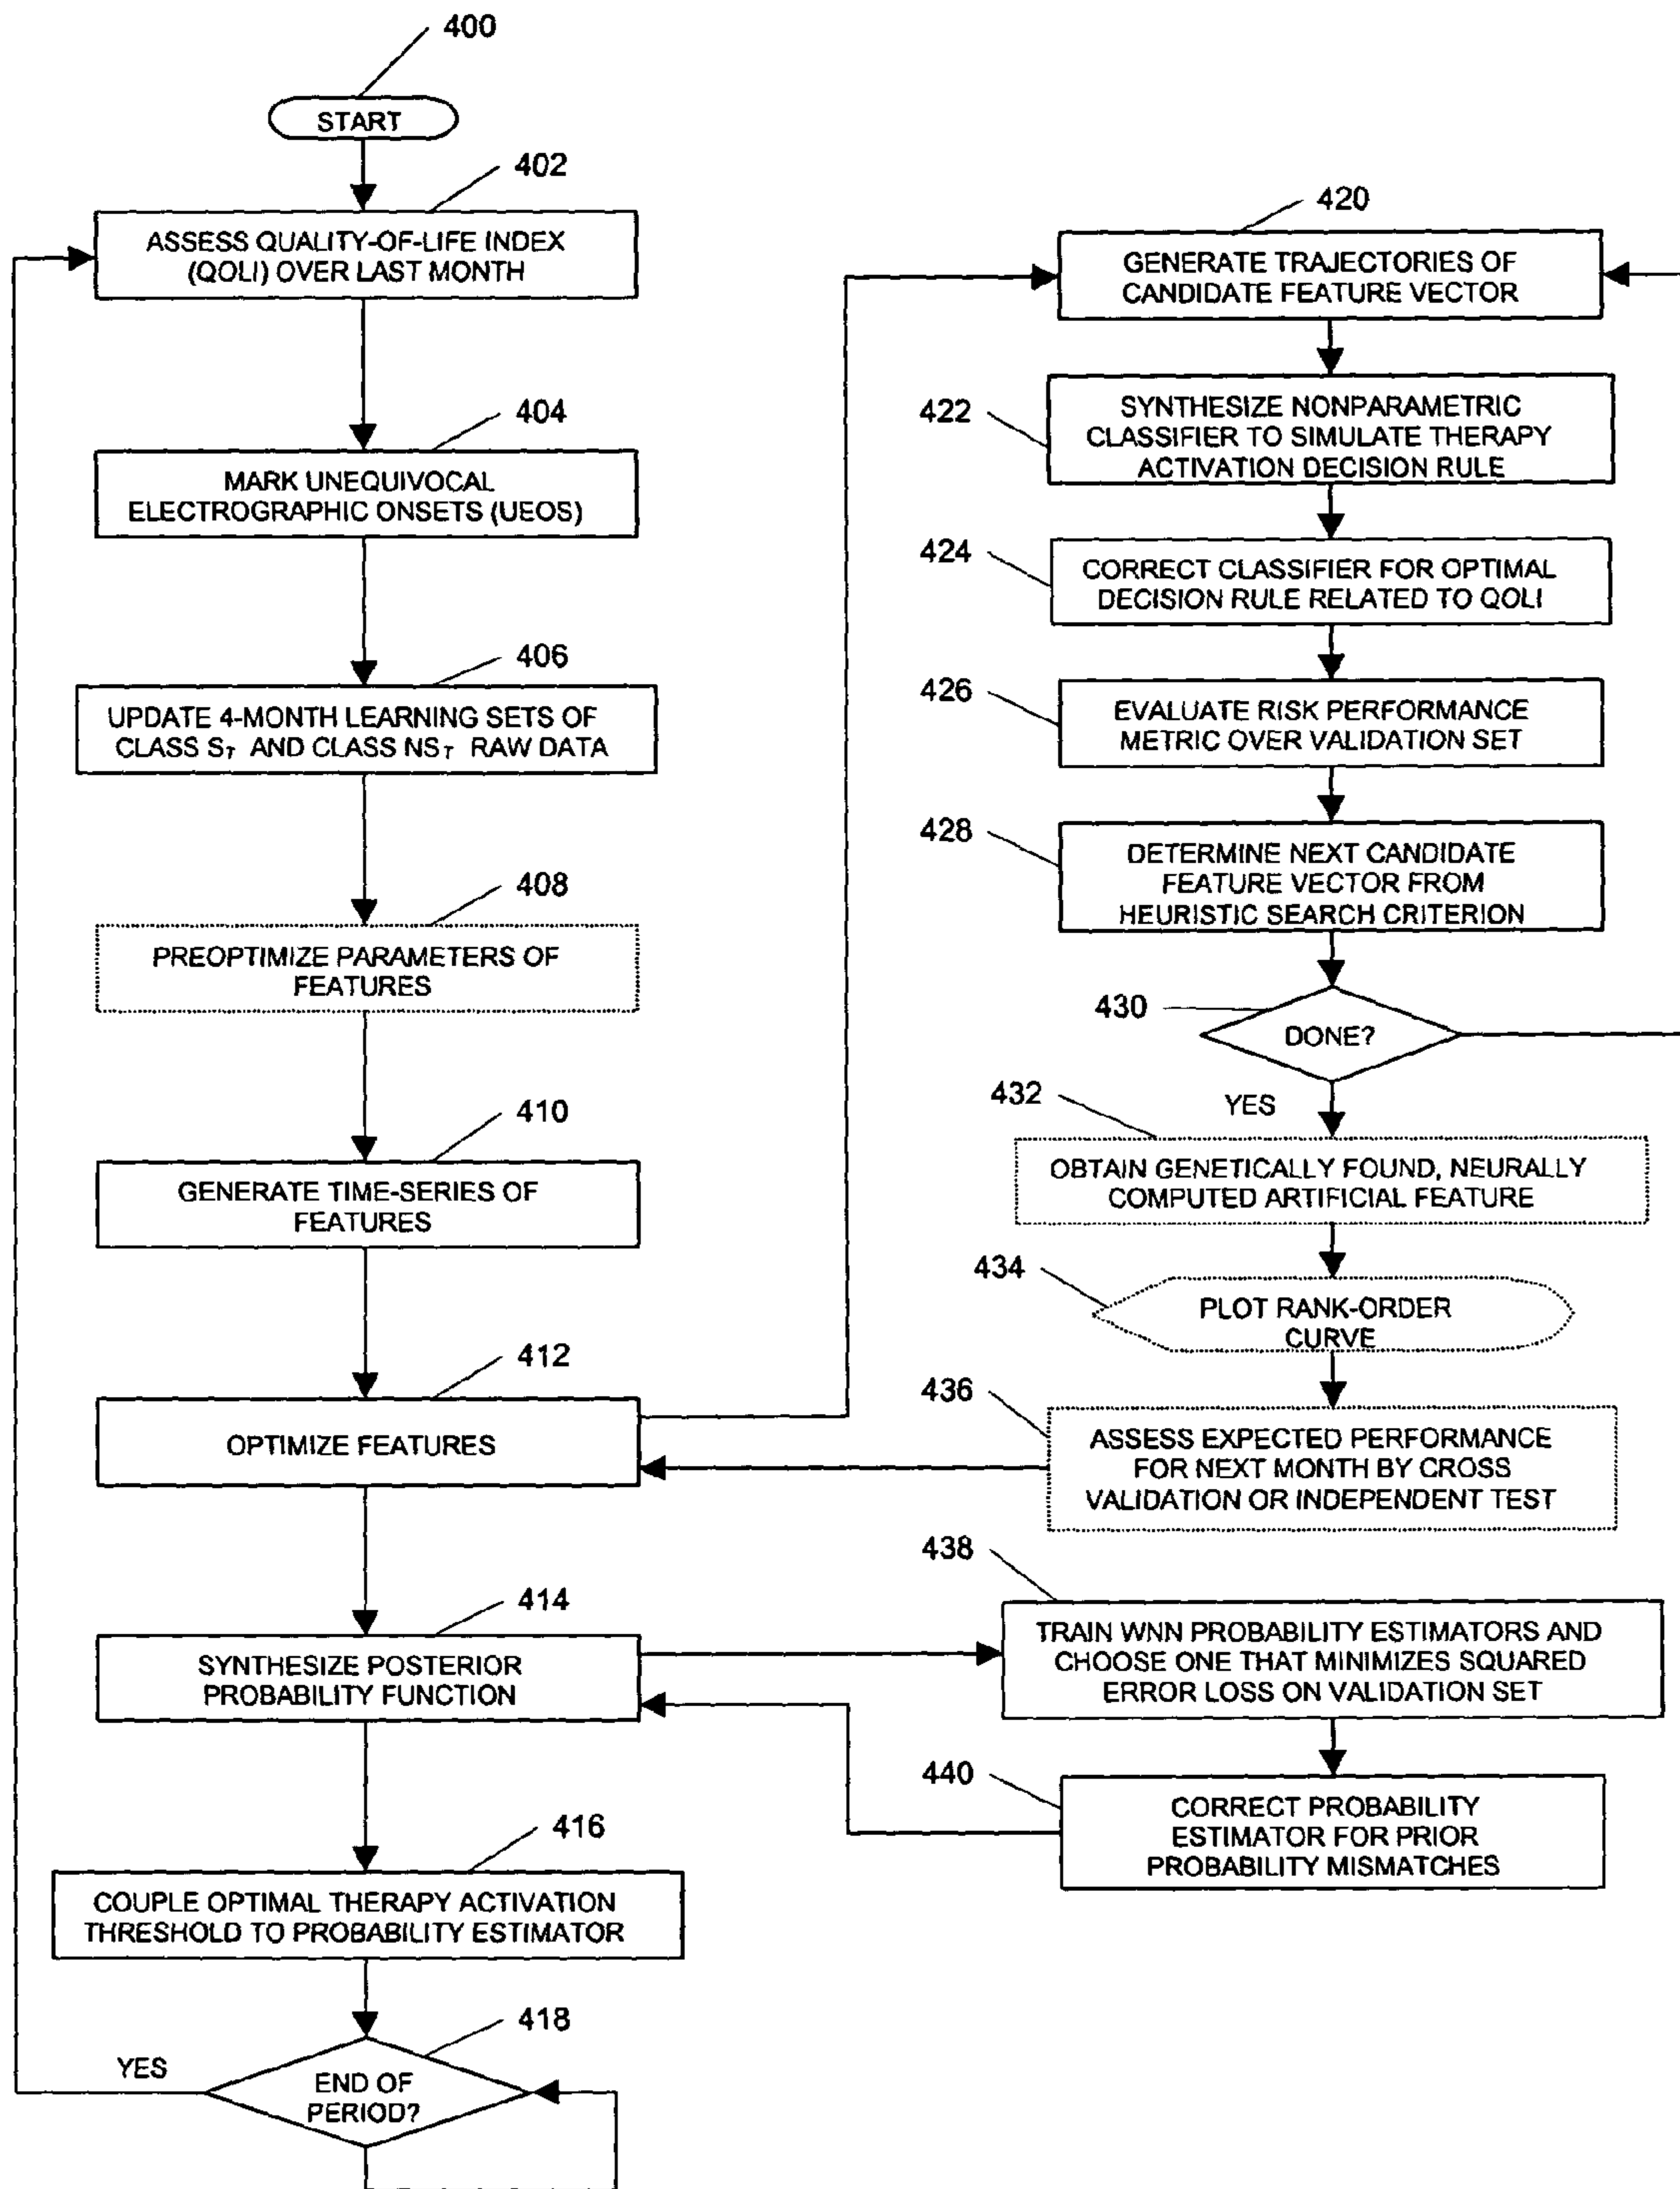 400
START
402
ASSESS QUALITY-OF-LIFE INDEX
(QOLI) OVER LAST MONTH
404
MARK UNEQUIVOCAL
ELECTROGRAPHIC ONSETS (UEOS)
406
UPDATE 4-MONTH LEARNING SETS OF
CLASS S_T AND CLASS NS_T RAW DATA
408
PREOPTIMIZE PARAMETERS OF
FEATURES
410
GENERATE TIME-SERIES OF
FEATURES
412
OPTIMIZE FEATURES
414
SYNTHESIZE POSTERIOR
PROBABILITY FUNCTION
416
COUPLE OPTIMAL THERAPY ACTIVATION
THRESHOLD TO PROBABILITY ESTIMATOR
418
YES
END OF
PERIOD?
420
GENERATE TRAJECTORIES OF
CANDIDATE FEATURE VECTOR
422
SYNTHESIZE NONPARAMETRIC
CLASSIFIER TO SIMULATE THERAPY
ACTIVATION DECISION RULE
424
CORRECT CLASSIFIER FOR OPTIMAL
DECISION RULE RELATED TO QOLI
426
EVALUATE RISK PERFORMANCE
METRIC OVER VALIDATION SET
428
DETERMINE NEXT CANDIDATE
FEATURE VECTOR FROM
HEURISTIC SEARCH CRITERION
430
DONE?
YES
432
OBTAIN GENETICALLY FOUND, NEURALLY
COMPUTED ARTIFICIAL FEATURE
434
PLOT RANK-ORDER
CURVE
436
ASSESS EXPECTED PERFORMANCE
FOR NEXT MONTH BY CROSS
VALIDATION OR INDEPENDENT TEST
438
TRAIN WNN PROBABILITY ESTIMATORS AND
CHOOSE ONE THAT MINIMIZES SQUARED
ERROR LOSS ON VALIDATION SET
440
CORRECT PROBABILITY
ESTIMATOR FOR PRIOR
PROBABILITY MISMATCHES